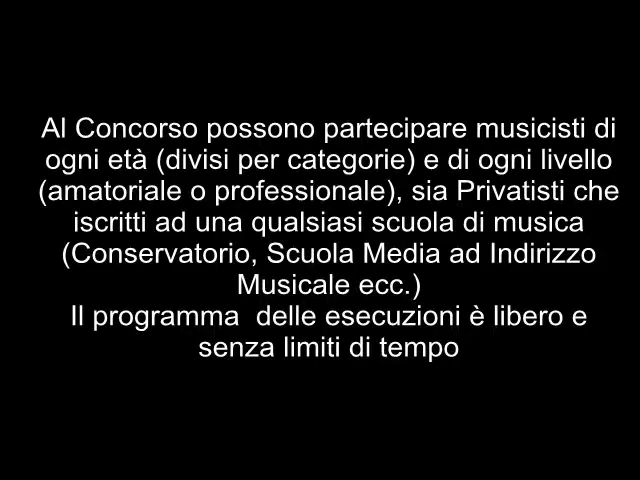 Al Concorso possono partecipare musicisti di
ogni età (divisi per categorie) e di ogni livello
(amatoriale o professionale), sia Privatisti che
iscritti ad una qualsiasi scuola di musica
(Conservatorio, Scuola Media ad Indirizzo
Musicale ecc.)
Il programma  delle esecuzioni è libero e
senza limiti di tempo